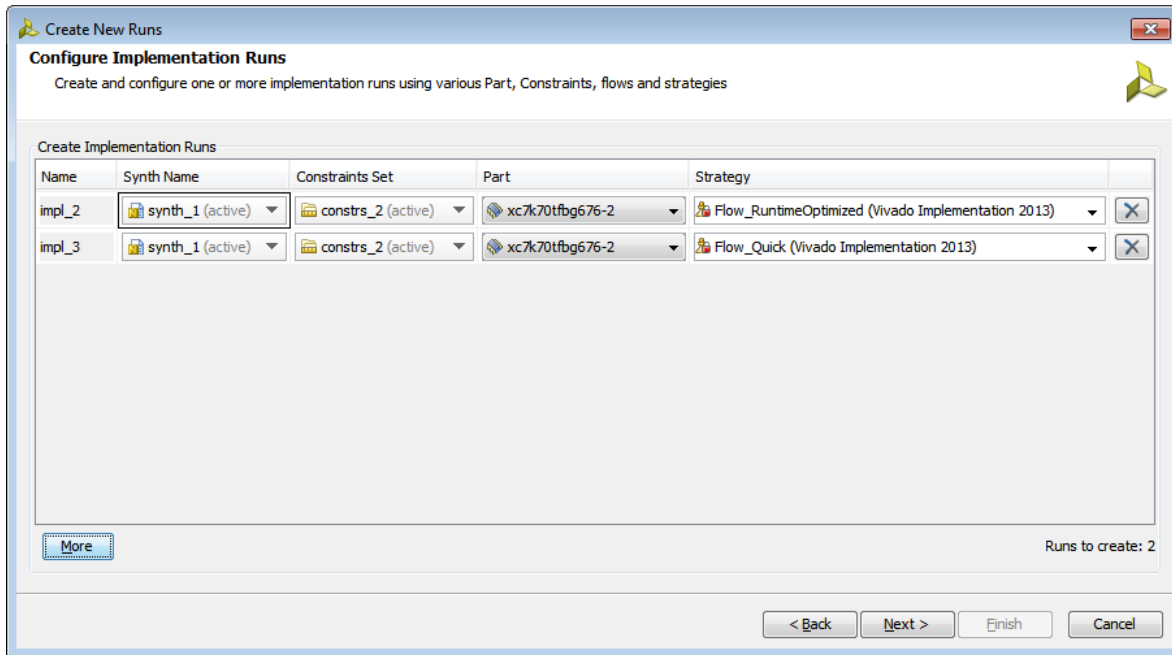 Create New Runs
Configure Implementation Runs
Create and configure one or more implementation runs using various Part, Constraints, flows and strategies
Create Implementation Runs
Name Synth Name Constraints Set Part Strategy
impl_2 synth_1 (active) constrs_2 (active) xc7k70tfbg676-2 Flow_RuntimeOptimized (Vivado Implementation 2013)
impl_3 synth_1 (active) constrs_2 (active) xc7k70tfbg676-2 Flow_Quick (Vivado Implementation 2013)
More Runs to create: 2
< Back Next > Finish Cancel